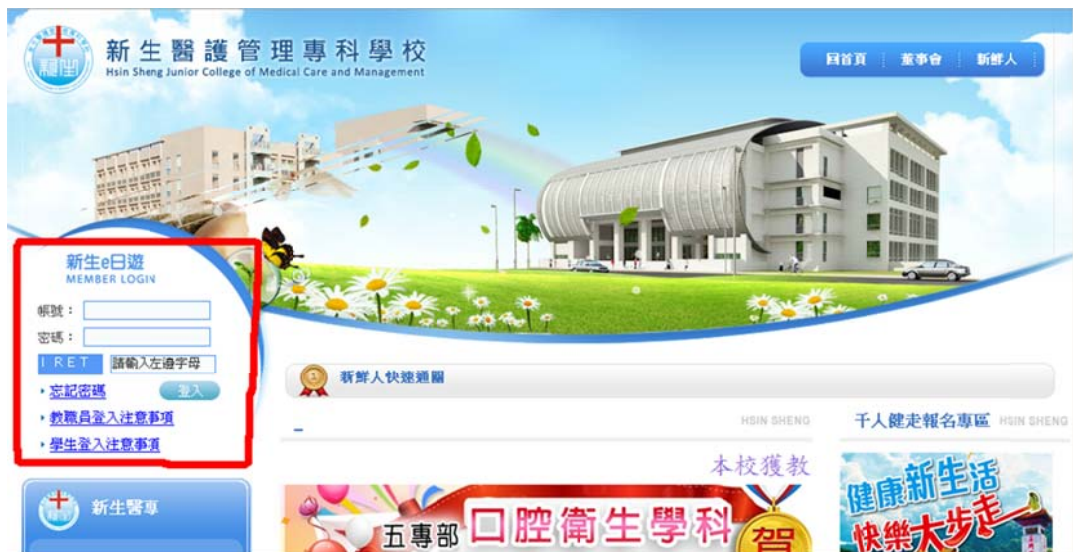 新生醫護管理專科學校
Hsin Sheng Junior College of Medical Care and Management
回首頁 董事會 新鮮人
新生e日遊
MEMBER LOGIN
帳號：
密碼：
IRET 請輸入左邊字母
忘記密碼 登入
教職員登入注意事項
學生登入注意事項
新鮮人快速通關
HSIN SHENG
千人健走報名專區 HSIN SHENG
本校獲教
新生醫專
五專部 口腔衛生學科 賀
健康新生活
快樂大步走